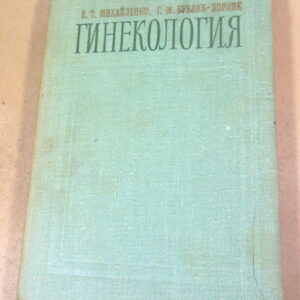 Е. Т. МИХАЙЛЕНКО, Г. М. БУБЛИК-ДОРНЯК
ГИНЕКОЛОГИЯ